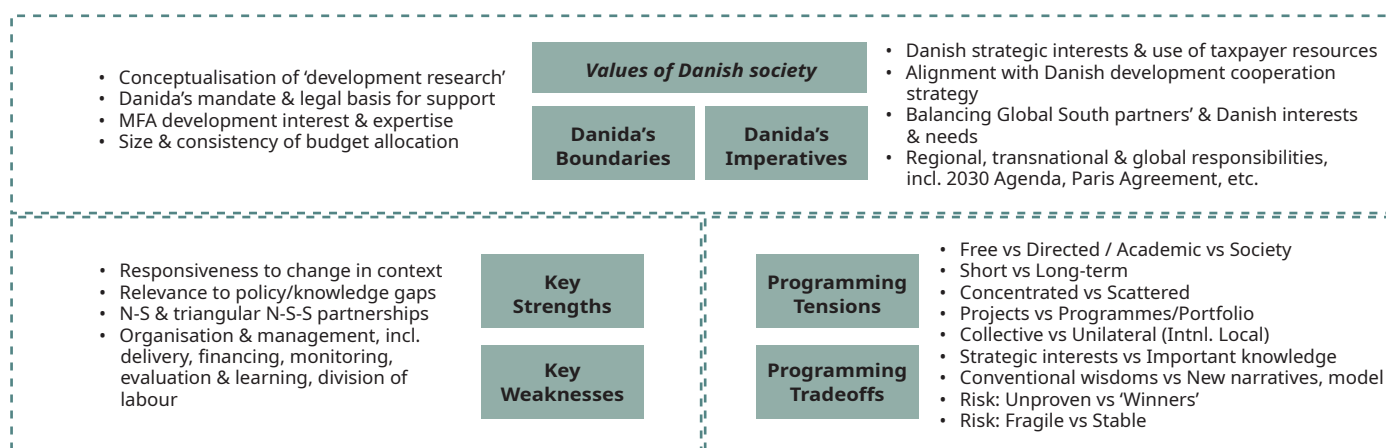 • Conceptualisation of ‘development research’
• Danida’s mandate & legal basis for support
• MFA development interest & expertise
• Size & consistency of budget allocation
Values of Danish society
Danida’s
Boundaries
Danida’s
Imperatives
• Danish strategic interests & use of taxpayer resources
• Alignment with Danish development cooperation
strategy
• Balancing Global South partners’ & Danish interests
& needs
• Regional, transnational & global responsibilities,
incl. 2030 Agenda, Paris Agreement, etc.
• Responsiveness to change in context
• Relevance to policy/knowledge gaps
• N-S & triangular N-S-S partnerships
• Organisation & management, incl.
delivery, financing, monitoring,
evaluation & learning, division of
labour
Key
Strengths
Key
Weaknesses
Programming
Tensions
Programming
Tradeoffs
• Free vs Directed / Academic vs Society
• Short vs Long-term
• Concentrated vs Scattered
• Projects vs Programmes/Portfolio
• Collective vs Unilateral (Intnl. Local)
• Strategic interests vs Important knowledge
• Conventional wisdoms vs New narratives, model
• Risk: Unproven vs ‘Winners’
• Risk: Fragile vs Stable